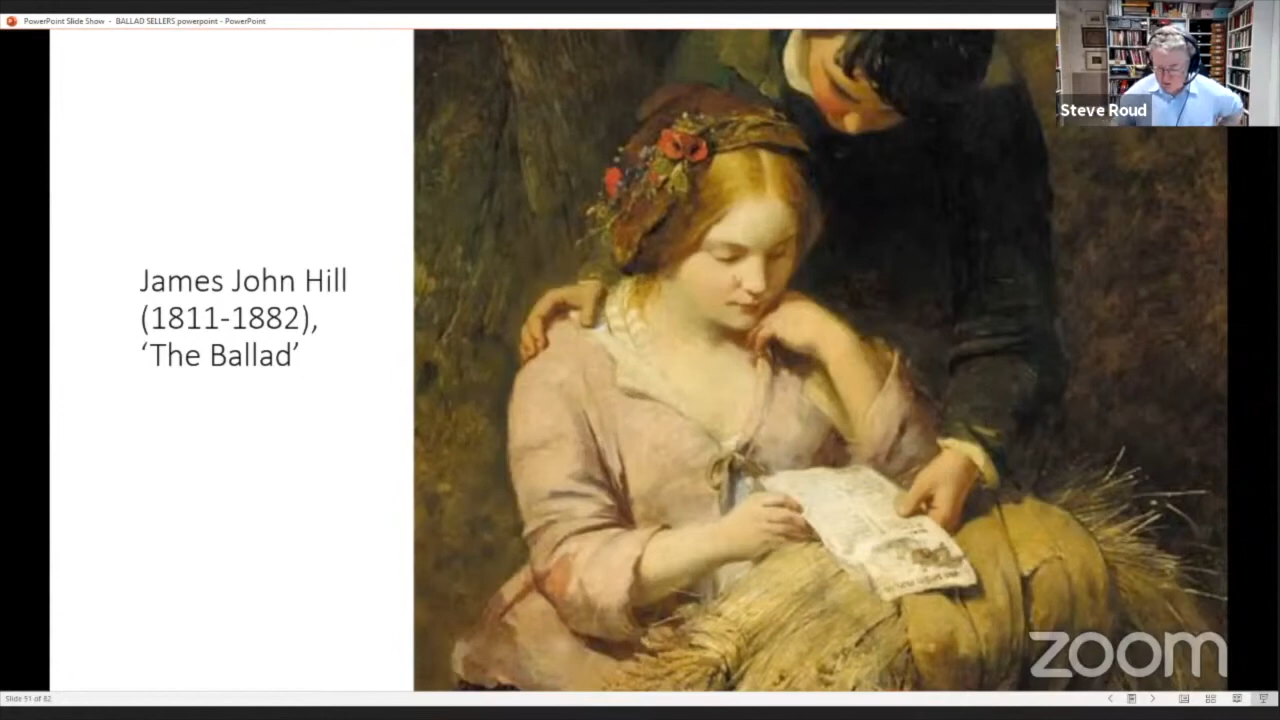 PowerPoint Slide Show - BALLAD SELLERS powerpoint - PowerPoint
Steve Roud
James John Hill
(1811-1882),
‘The Ballad’
zoom
Slide 51 of 82